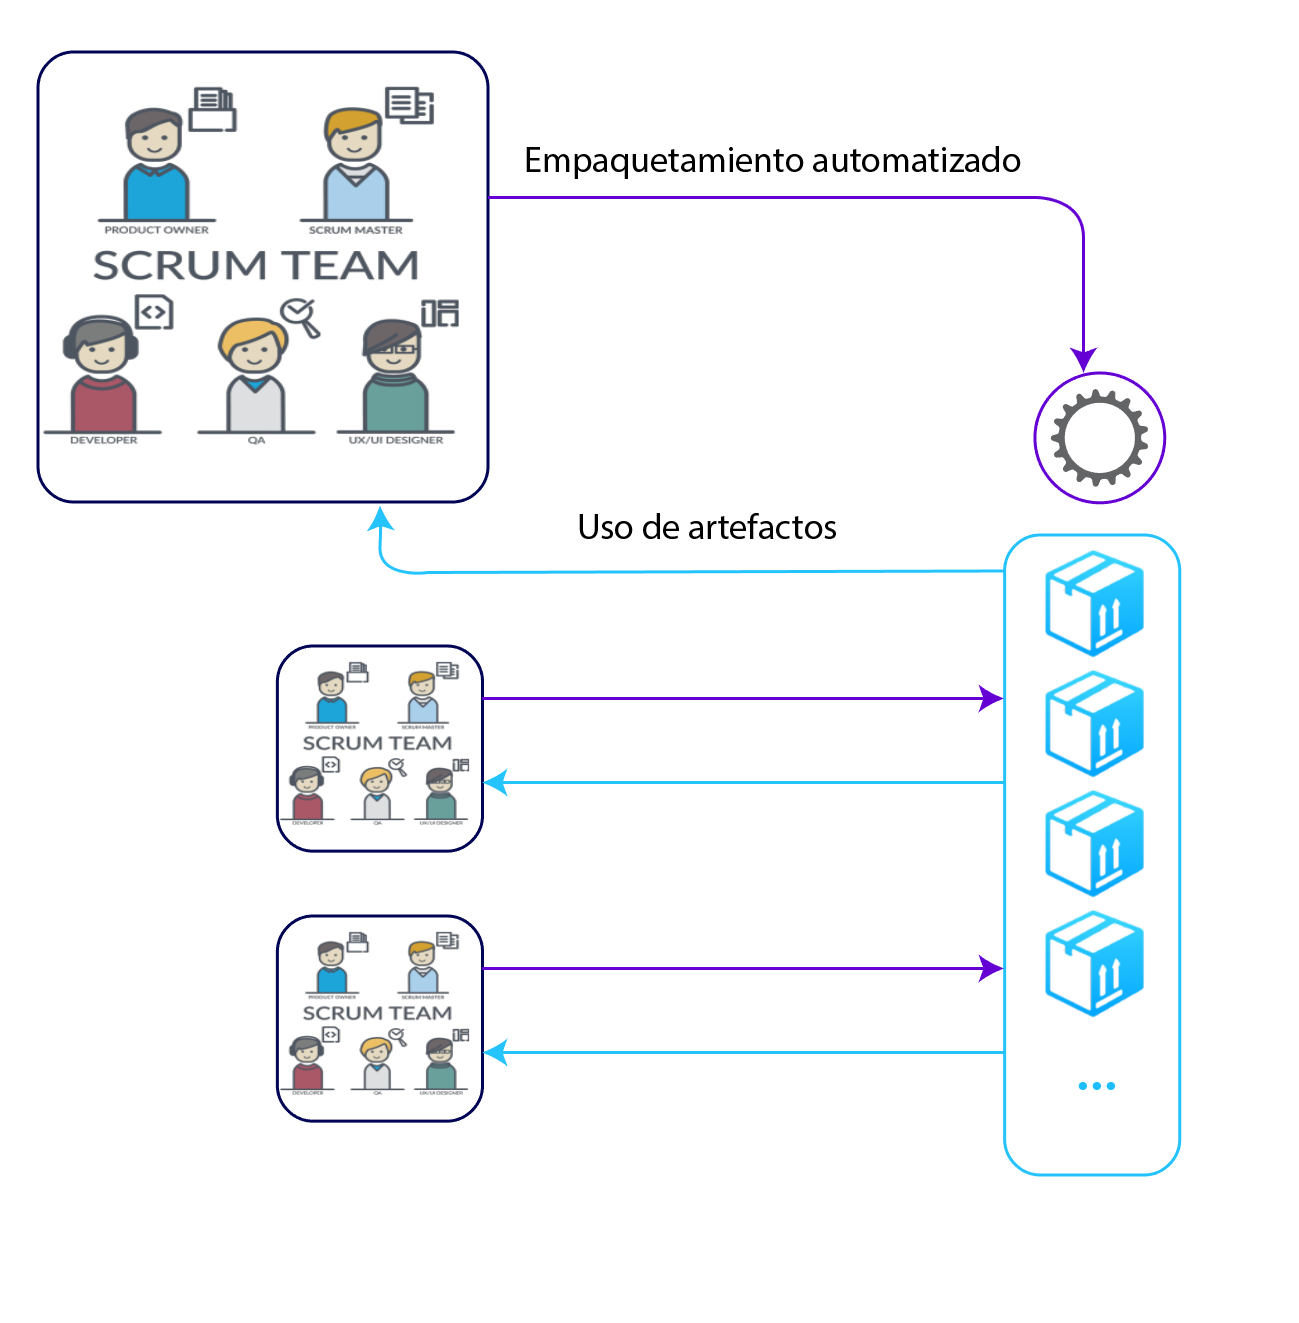 Empaquetamiento automatizado
PRODUCT OWNER
SCRUM MASTER
SCRUM TEAM
DEVELOPER
QA
UX/UI DESIGNER
Uso de artefactos
PRODUCT OWNER
SCRUM MASTER
SCRUM TEAM
DEVELOPER
QA
UX/UI DESIGNER
PRODUCT OWNER
SCRUM MASTER
SCRUM TEAM
DEVELOPER
QA
UX/UI DESIGNER
...